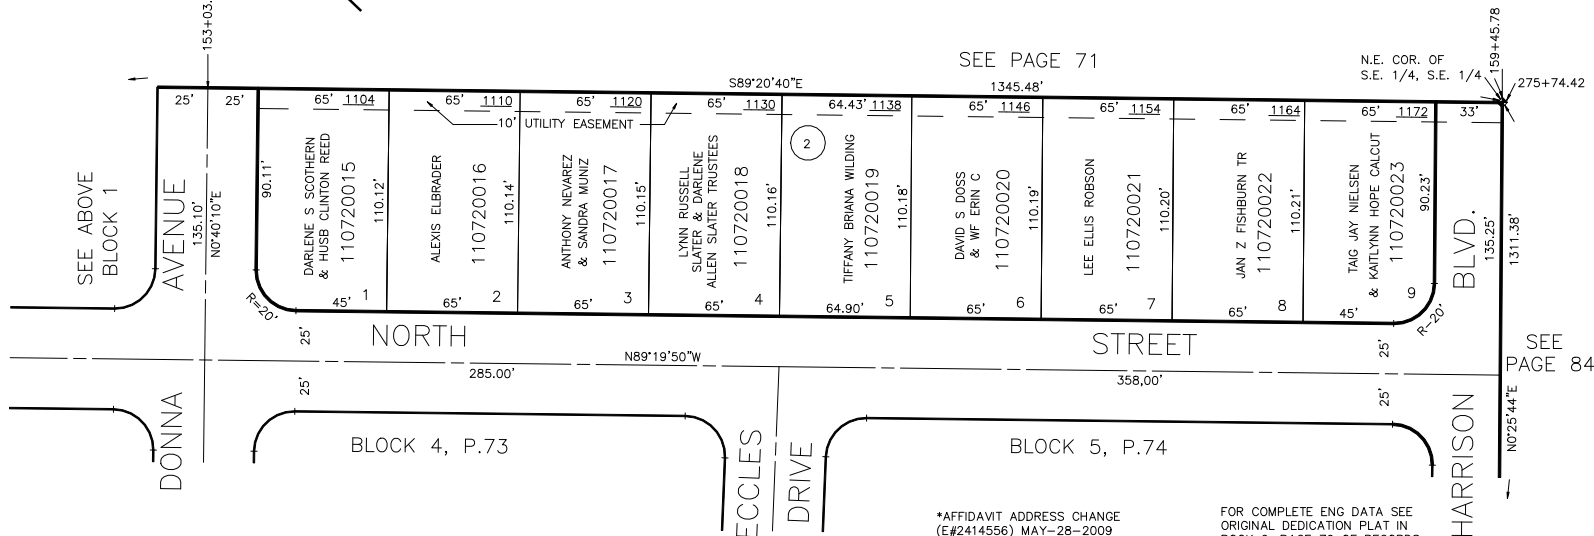 153+03.
SEE PAGE 71
159+45.78
N.E. COR. OF
S.E. 1/4, S.E. 1/4
275+74.42
S89°20'40"E
1345.48'
25'
25'
65' 1104
65' 1110
65' 1120
65' 1130
64.43' 1138
65' 1146
65' 1154
65' 1164
65' 1172
33'
10' UTILITY EASEMENT
2
SEE ABOVE
BLOCK 1
AVENUE
135.10'
N0°40'10"E
90.11'
DARLENE S SCOTHERN
& HUSB CLINTON REED
110720015
110.12'
ALEXIS ELBRADER
110720016
110.14'
ANTHONY NEVAREZ
& SANDRA MUNIZ
110720017
110.15'
LYNN RUSSELL
SLATER & DARLENE
ALLEN SLATER TRUSTEES
110720018
110.16'
TIFFANY BRIANA WILDING
110720019
110.18'
DAVID S DOSS
& WF ERIN C
110720020
110.19'
LEE ELLIS ROBSON
110720021
110.20'
JAN Z FISHBURN TR
110720022
110.21'
TAIG JAY NIELSEN
& KAITLYNN HOPE CALCUT
110720023
90.23'
BLVD.
135.25'
1311.38'
R=20'
45' 1
65' 2
65' 3
65' 4
64.90' 5
65' 6
65' 7
65' 8
45' 9
R-20'
25'
NORTH
STREET
25'
SEE
PAGE 84
N89°19'50"W
285.00'
358.00'
25'
25'
N0°25'44"E
DONNA
BLOCK 4, P.73
ECCLES
DRIVE
BLOCK 5, P.74
HARRISON
*AFFIDAVIT ADDRESS CHANGE
(E#2414556) MAY-28-2009
FOR COMPLETE ENG DATA SEE
ORIGINAL DEDICATION PLAT IN